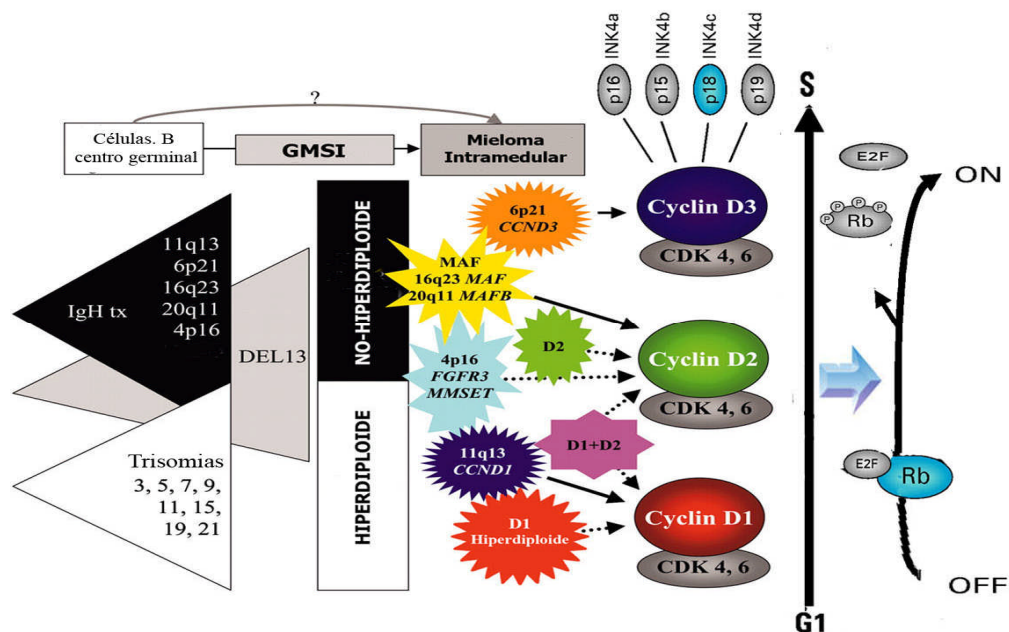 INK4a
INK4b
INK4c
INK4d
p16
p15
p18
p19
?
Células. B
centro germinal
GMSI
Mieloma
Intramedular
11q13
6p21
16q23
20q11
4p16
IgH tx
DEL13
Trisomias
3, 5, 7, 9,
11, 15,
19, 21
NO-HIPERDIPLOIDE
HIPERDIPLOIDE
6p21
CCND3
MAF
16q23 MAF
20q11 MAFB
4p16
FGFR3
MMSET
D2
D1+D2
11q13
CCND1
D1
Hiperdiploide
Cyclin D3
CDK 4, 6
Cyclin D2
CDK 4, 6
Cyclin D1
CDK 4, 6
S
G1
E2F
P
P
P
P
Rb
ON
E2F
Rb
OFF